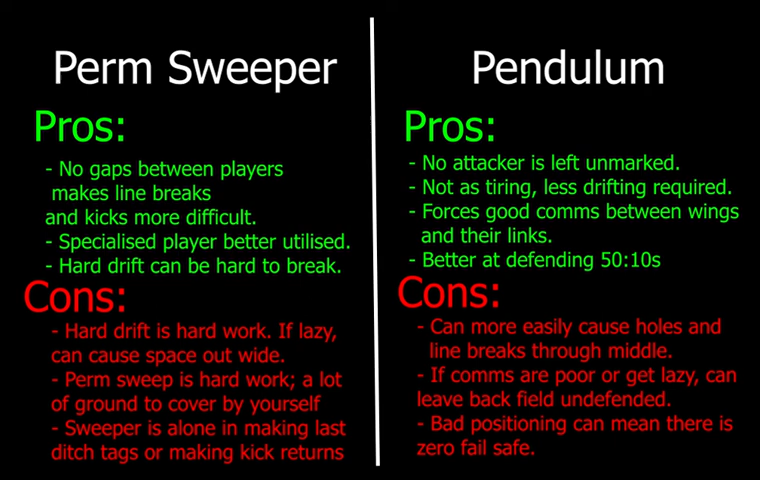 Perm Sweeper
Pros:
- No gaps between players
makes line breaks
and kicks more difficult.
- Specialised player better utilised.
- Hard drift can be hard to break.
Cons:
- Hard drift is hard work. If lazy,
can cause space out wide.
- Perm sweep is hard work; a lot
of ground to cover by yourself
- Sweeper is alone in making last
ditch tags or making kick returns
Pendulum
Pros:
- No attacker is left unmarked.
- Not as tiring, less drifting required.
- Forces good comms between wings
and their links.
- Better at defending 50:10s
Cons:
- Can more easily cause holes and
line breaks through middle.
- If comms are poor or get lazy, can
leave back field undefended.
- Bad positioning can mean there is
zero fail safe.